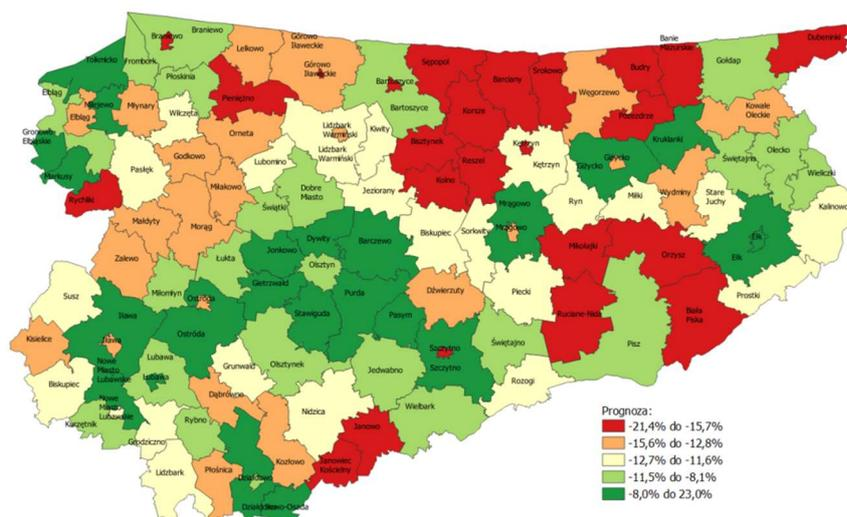 Banie
Mazurskie
Dubeninki
Braniewo
Braniewo
Lelkowo
Górowo
Iławeckie
Górowo
Iławeckie
Sępopol
Barciany
Srokowo
Węgorzewo
Budry
Gołdap
Tolkmicko
Frombork
Płoskinia
Pieniężno
Bartoszyce
Bartoszyce
Korsze
Pozezdrze
Kowale
Oleckie
Elbląg
Elbląg
Milejewo
Młynary
Wilczęta
Orneta
Lidzbark
Warmiński
Lidzbark
Warmiński
Kiwity
Bisztynek
Reszel
Kolno
Kętrzyn
Kętrzyn
Giżycko
Giżycko
Kruklanki
Świętajno
Olecko
Wieliczki
Gronowo
Elbląskie
Markusy
Rychliki
Pasłęk
Godkowo
Lubomino
Miłakowo
Świątki
Dobre
Miasto
Jeziorany
Mrągowo
Mrągowo
Ryn
Miłki
Wydminy
Stare
Juchy
Kalinowo
Małdyty
Morąg
Zalewo
Łukta
Jonkowo
Dywity
Barczewo
Biskupiec
Sorkwity
Mikołajki
Orzysz
Ełk
Ełk
Prostki
Susz
Miłomłyn
Ostróda
Ostróda
Gietrzwałd
Olsztyn
Stawiguda
Purda
Pasym
Dźwierzuty
Piecki
Ruciane-Nida
Pisz
Biała
Piska
Kisielice
Iława
Iława
Nowe
Miasto
Lubawskie
Nowe
Miasto
Lubawskie
Lubawa
Lubawa
Biskupiec
Kurzętnik
Grodziczno
Rybno
Lidzbark
Dąbrówno
Grunwald
Olsztynek
Jedwabno
Szczytno
Szczytno
Świętajno
Rozogi
Wielbark
Nidzica
Janowo
Janowiec
Kościelny
Kozłowo
Płośnica
Działdowo
Działdowo
Iłowo-Osada
Prognoza:
-21,4% do -15,7%
-15,6% do -12,8%
-12,7% do -11,6%
-11,5% do -8,1%
-8,0% do 23,0%